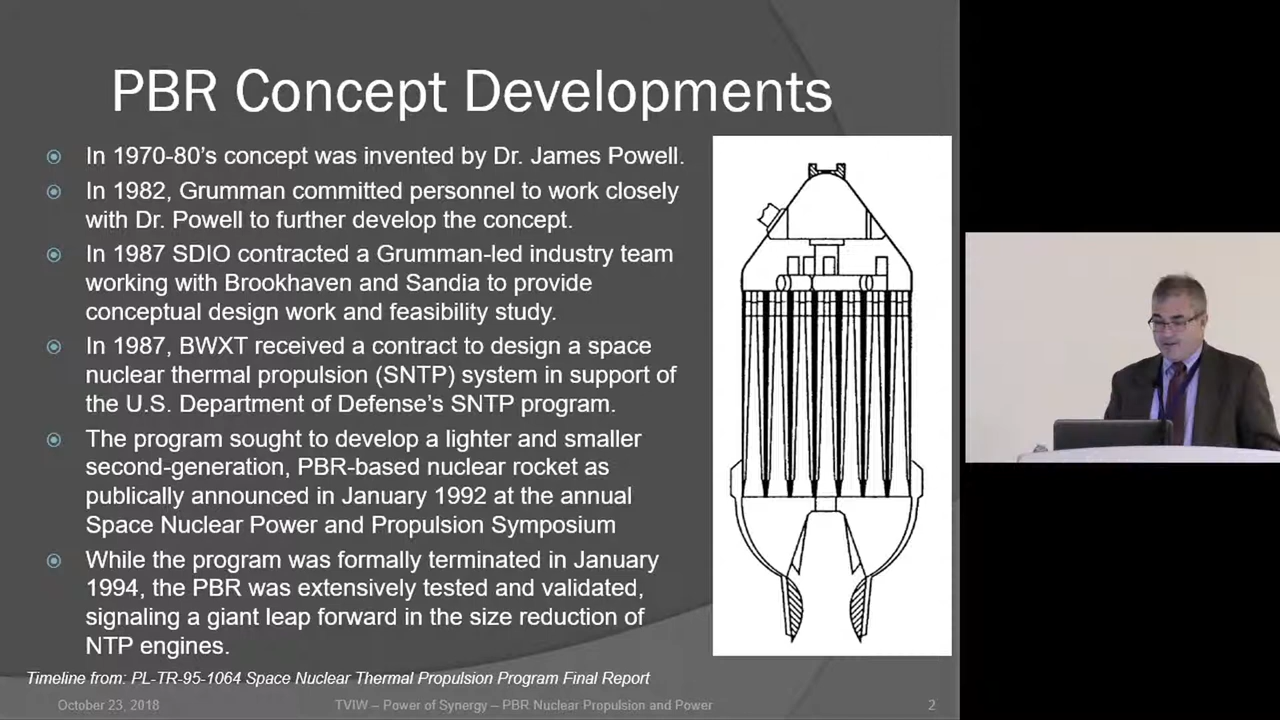 PBR Concept Developments
In 1970-80's concept was invented by Dr. James Powell.
In 1982, Grumman committed personnel to work closely
with Dr. Powell to further develop the concept.
In 1987 SDIO contracted a Grumman-led industry team
working with Brookhaven and Sandia to provide
conceptual design work and feasibility study.
In 1987, BWXT received a contract to design a space
nuclear thermal propulsion (SNTP) system in support of
the U.S. Department of Defense's SNTP program.
The program sought to develop a lighter and smaller
second-generation, PBR-based nuclear rocket as
publically announced in January 1992 at the annual
Space Nuclear Power and Propulsion Symposium
While the program was formally terminated in January
1994, the PBR was extensively tested and validated,
signaling a giant leap forward in the size reduction of
NTP engines.
Timeline from: PL-TR-95-1064 Space Nuclear Thermal Propulsion Program Final Report
October 23, 2018 TVIW – Power of Synergy – PBR Nuclear Propulsion and Power 2